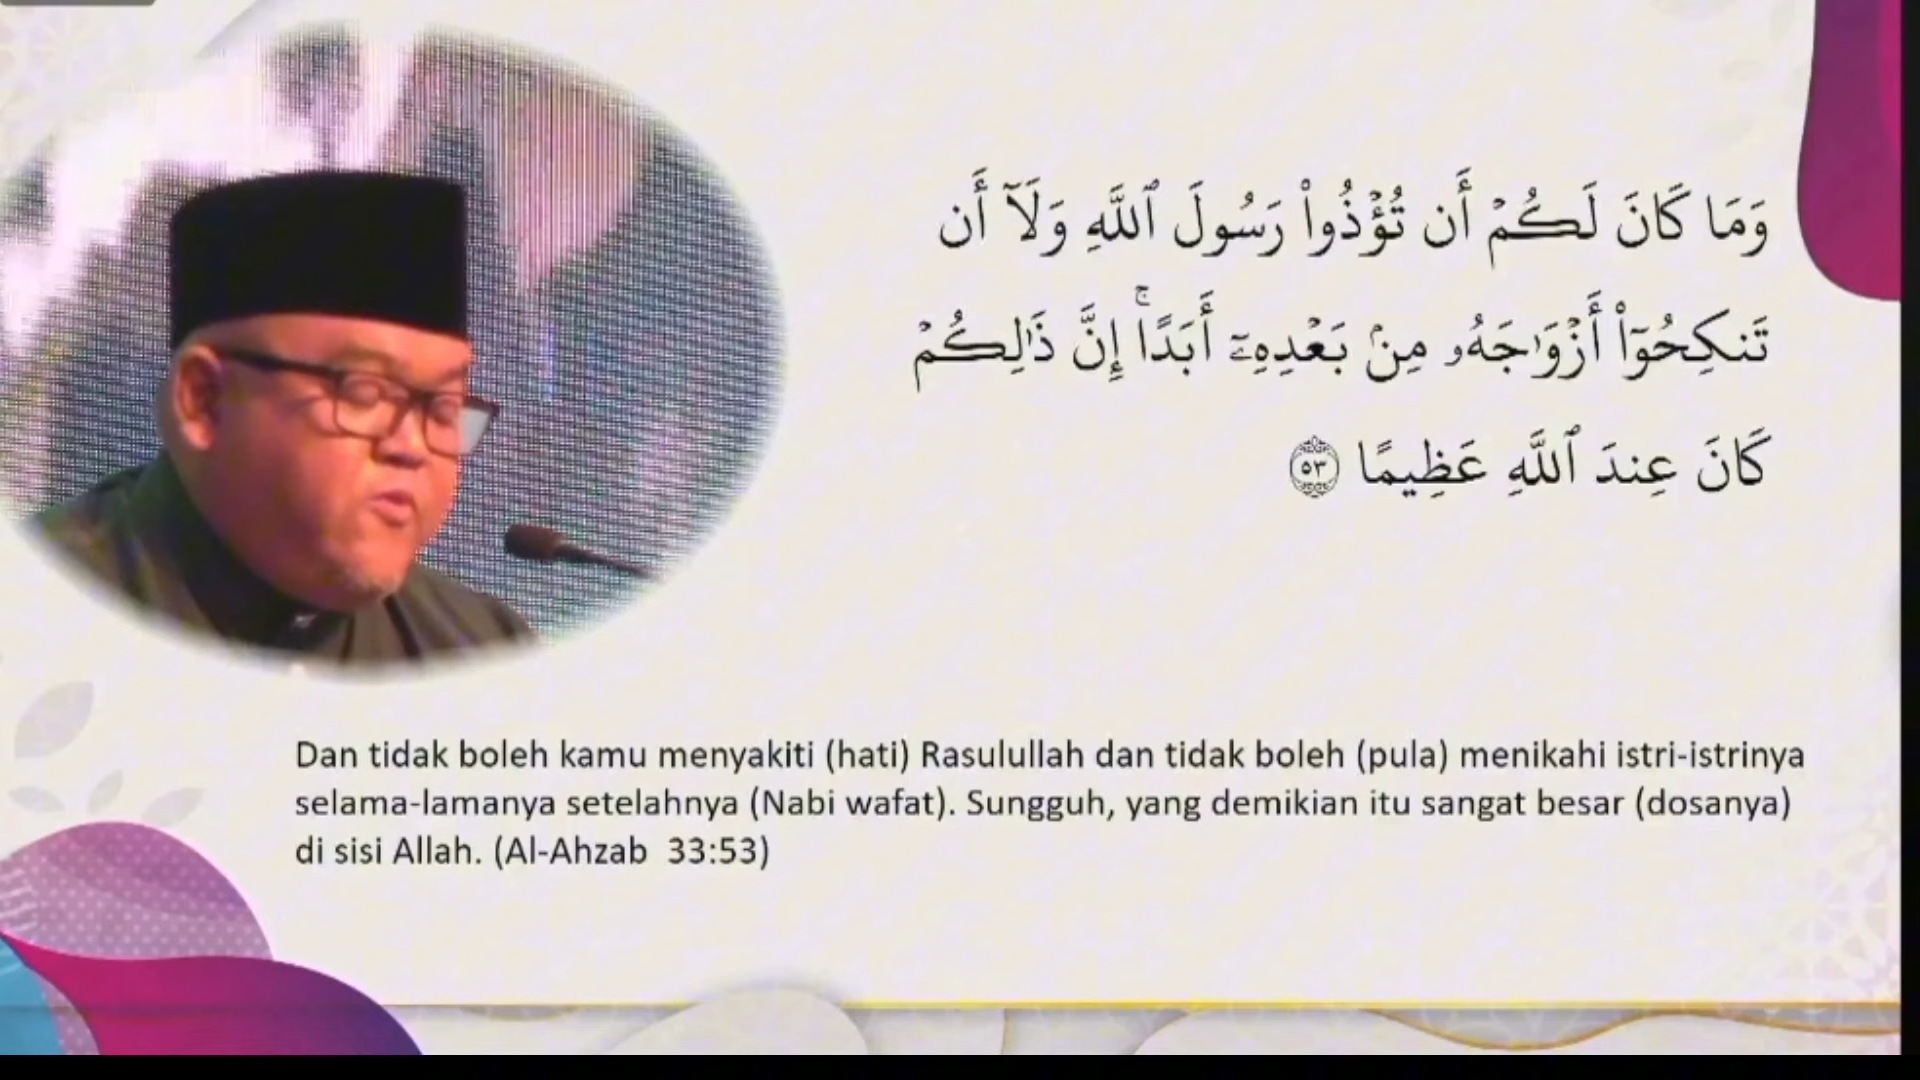 وَمَا كَانَ لَكُمۡ أَن تُؤۡذُواْ رَسُولَ ٱللَّهِ وَلَآ أَن
تَنكِحُوٓاْ أَزۡوَٰجَهُۥ مِنۢ بَعۡدِهِۦٓ أَبَدًاۚ إِنَّ ذَٰلِكُمۡ
كَانَ عِندَ ٱللَّهِ عَظِيمًا ٥٣
Dan tidak boleh kamu menyakiti (hati) Rasulullah dan tidak boleh (pula) menikahi istri-istrinya
selama-lamanya setelahnya (Nabi wafat). Sungguh, yang demikian itu sangat besar (dosanya)
di sisi Allah. (Al-Ahzab 33:53)